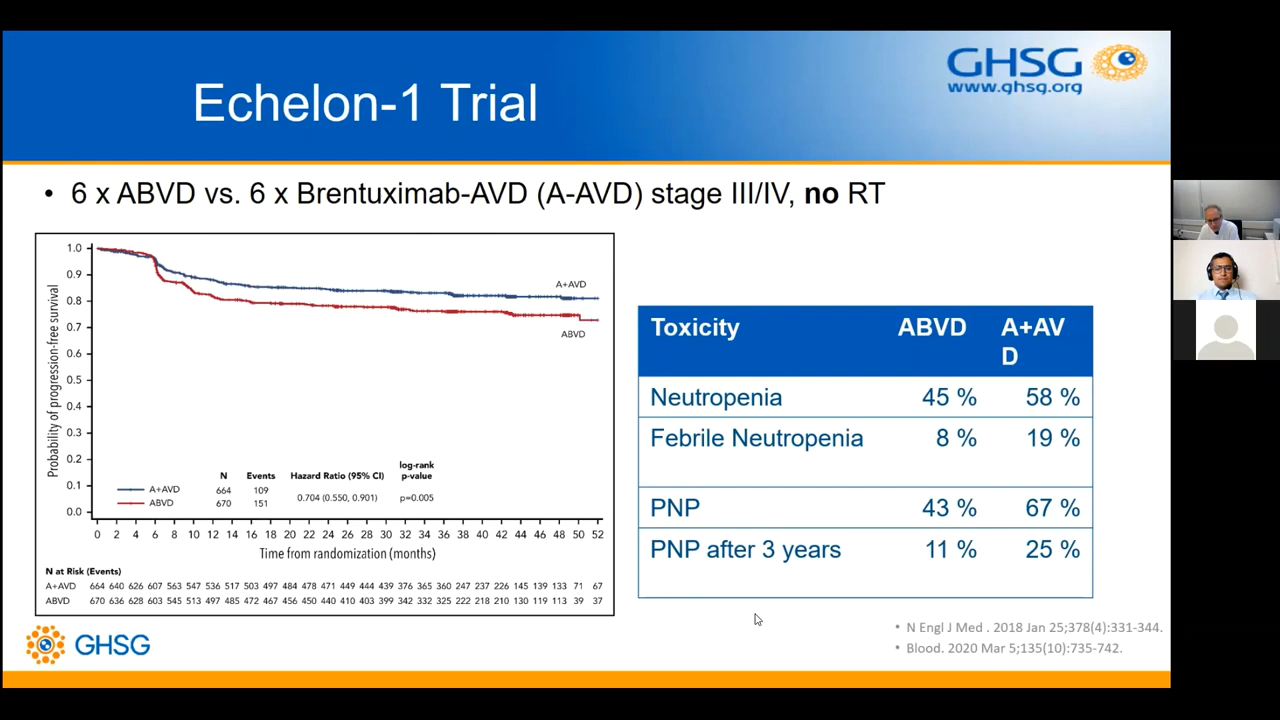 GHSG
www.ghsg.org
Echelon-1 Trial
• 6 x ABVD vs. 6 x Brentuximab-AVD (A-AVD) stage III/IV, no RT
Probability of progression-free survival
1.0
0.9
0.8
0.7
0.6
0.5
0.4
0.3
0.2
0.1
0.0
A+AVD
ABVD
N Events Hazard Ratio (95% CI) log-rank p-value
A+AVD 664 109 0.704 (0.550, 0.901) p=0.005
ABVD 670 151
0 2 4 6 8 10 12 14 16 18 20 22 24 26 28 30 32 34 36 38 40 42 44 46 48 50 52
Time from randomization (months)
N at Risk (Events)
A+AVD 664 640 626 607 563 547 536 517 503 497 484 478 471 449 444 439 376 365 360 247 237 226 145 139 133 71 67
ABVD 670 636 628 603 545 513 497 485 472 467 456 450 440 410 403 399 342 332 325 222 218 210 130 119 113 39 37
Toxicity ABVD A+AV
D
Neutropenia 45 % 58 %
Febrile Neutropenia 8 % 19 %
PNP 43 % 67 %
PNP after 3 years 11 % 25 %
• N Engl J Med . 2018 Jan 25;378(4):331-344.
• Blood. 2020 Mar 5;135(10):735-742.
GHSG